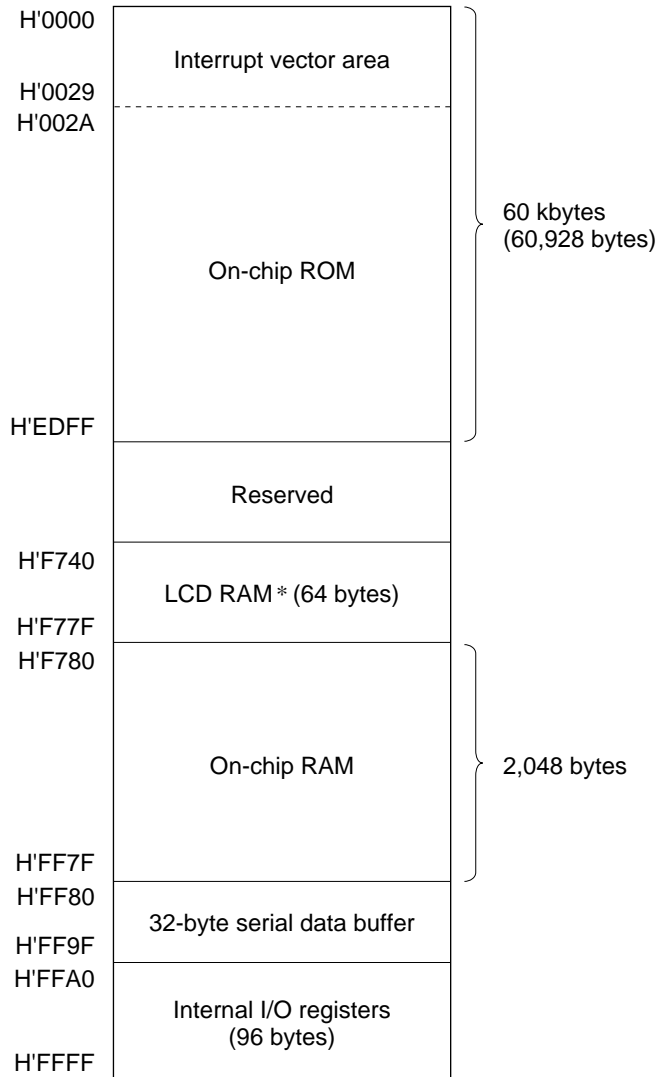 H'0000
Interrupt vector area
H'0029
H'002A
60 kbytes
(60,928 bytes)
On-chip ROM
H'EDFF
Reserved
H'F740
LCD RAM* (64 bytes)
H'F77F
H'F780
On-chip RAM
2,048 bytes
H'FF7F
H'FF80
32-byte serial data buffer
H'FF9F
H'FFA0
Internal I/O registers
(96 bytes)
H'FFFF